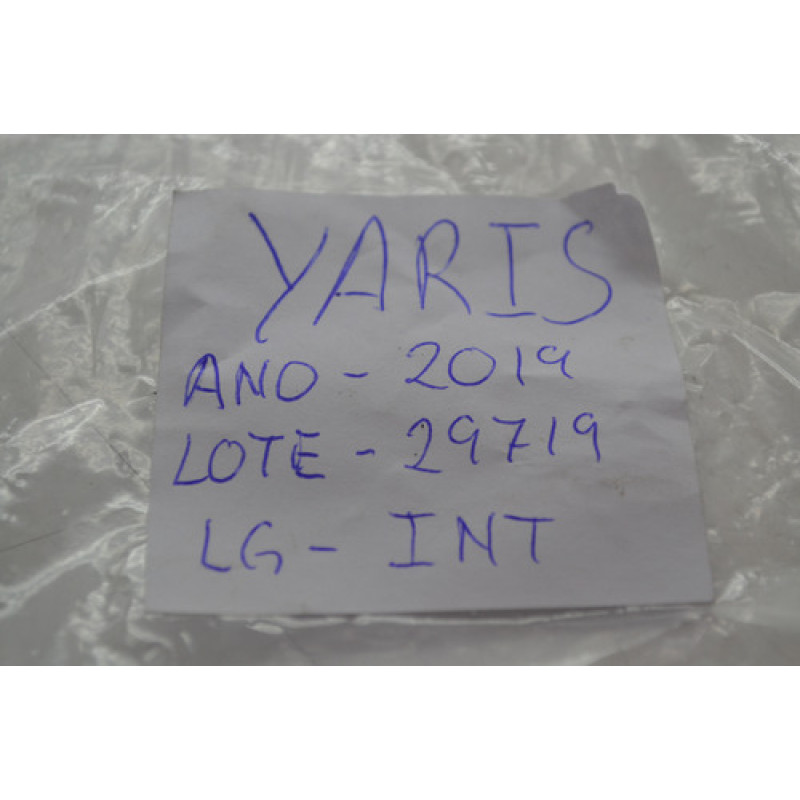 YARIS
ANO - 2019
LOTE - 29719
LG - INT